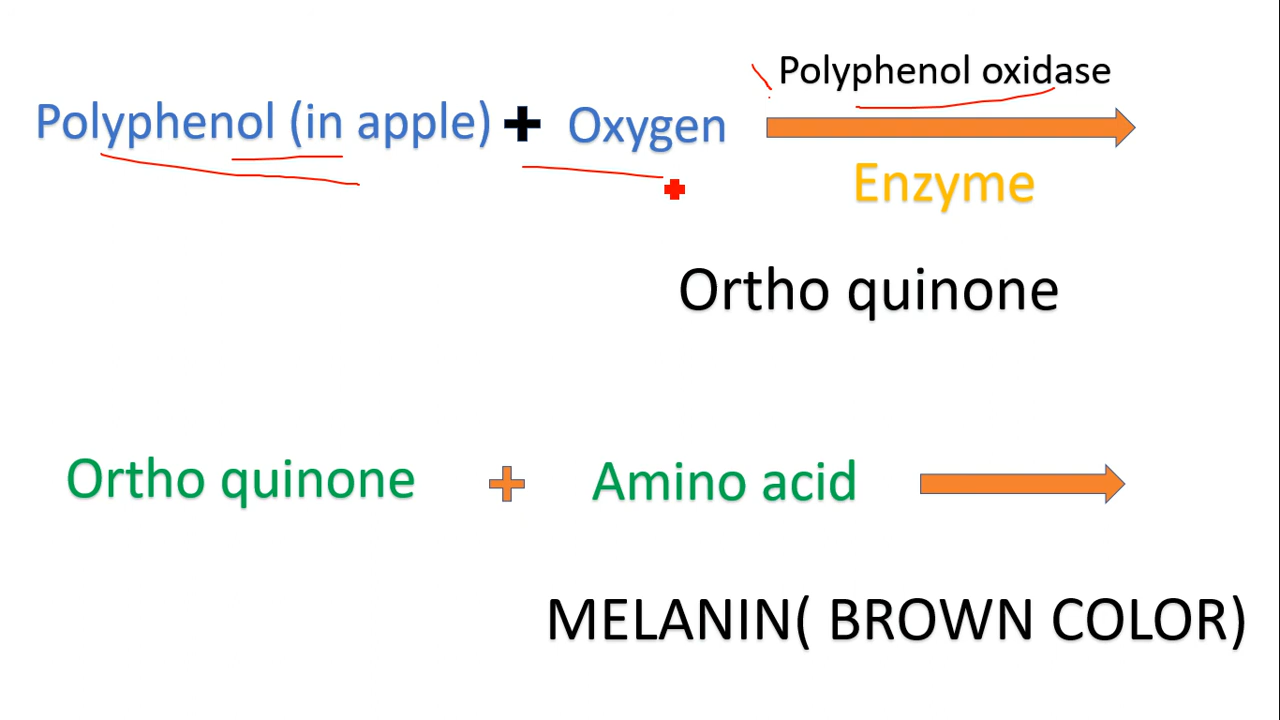 Polyphenol oxidase
Polyphenol (in apple) + Oxygen
Enzyme
Ortho quinone
Ortho quinone + Amino acid
MELANIN( BROWN COLOR)